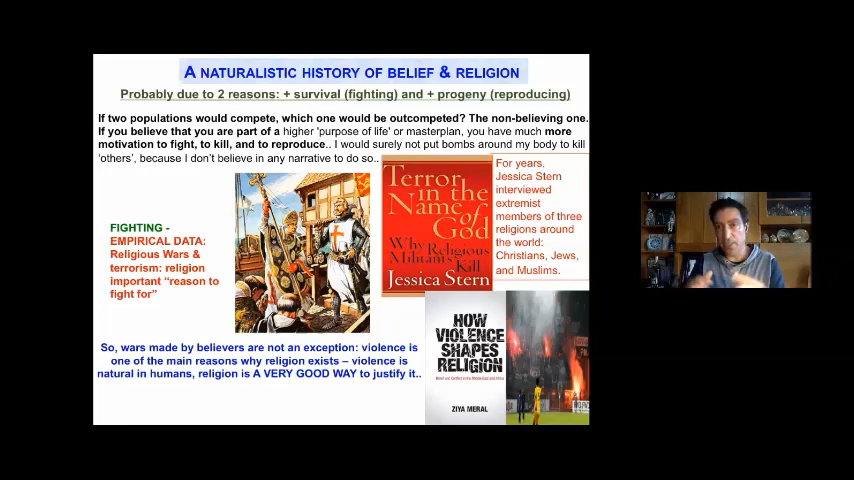 A NATURALISTIC HISTORY OF BELIEF & RELIGION
Probably due to 2 reasons: + survival (fighting) and + progeny (reproducing)
If two populations would compete, which one would be outcompeted? The non-believing one.
If you believe that you are part of a higher 'purpose of life' or masterplan, you have much more
motivation to fight, to kill, and to reproduce.. I would surely not put bombs around my body to kill
'others', because I don't believe in any narrative to do so..
FIGHTING -
EMPIRICAL DATA:
Religious Wars &
terrorism: religion
important "reason to
fight for"
Terror
in the
Name
of
God
Why Religious
Militants Kill
Jessica Stern
For years,
Jessica Stern
interviewed
extremist
members of three
religions around
the world:
Christians, Jews,
and Muslims.
So, wars made by believers are not an exception: violence is
one of the main reasons why religion exists – violence is
natural in humans, religion is A VERY GOOD WAY to justify it..
HOW
VIOLENCE
SHAPES
RELIGION
ZIYA MERAL